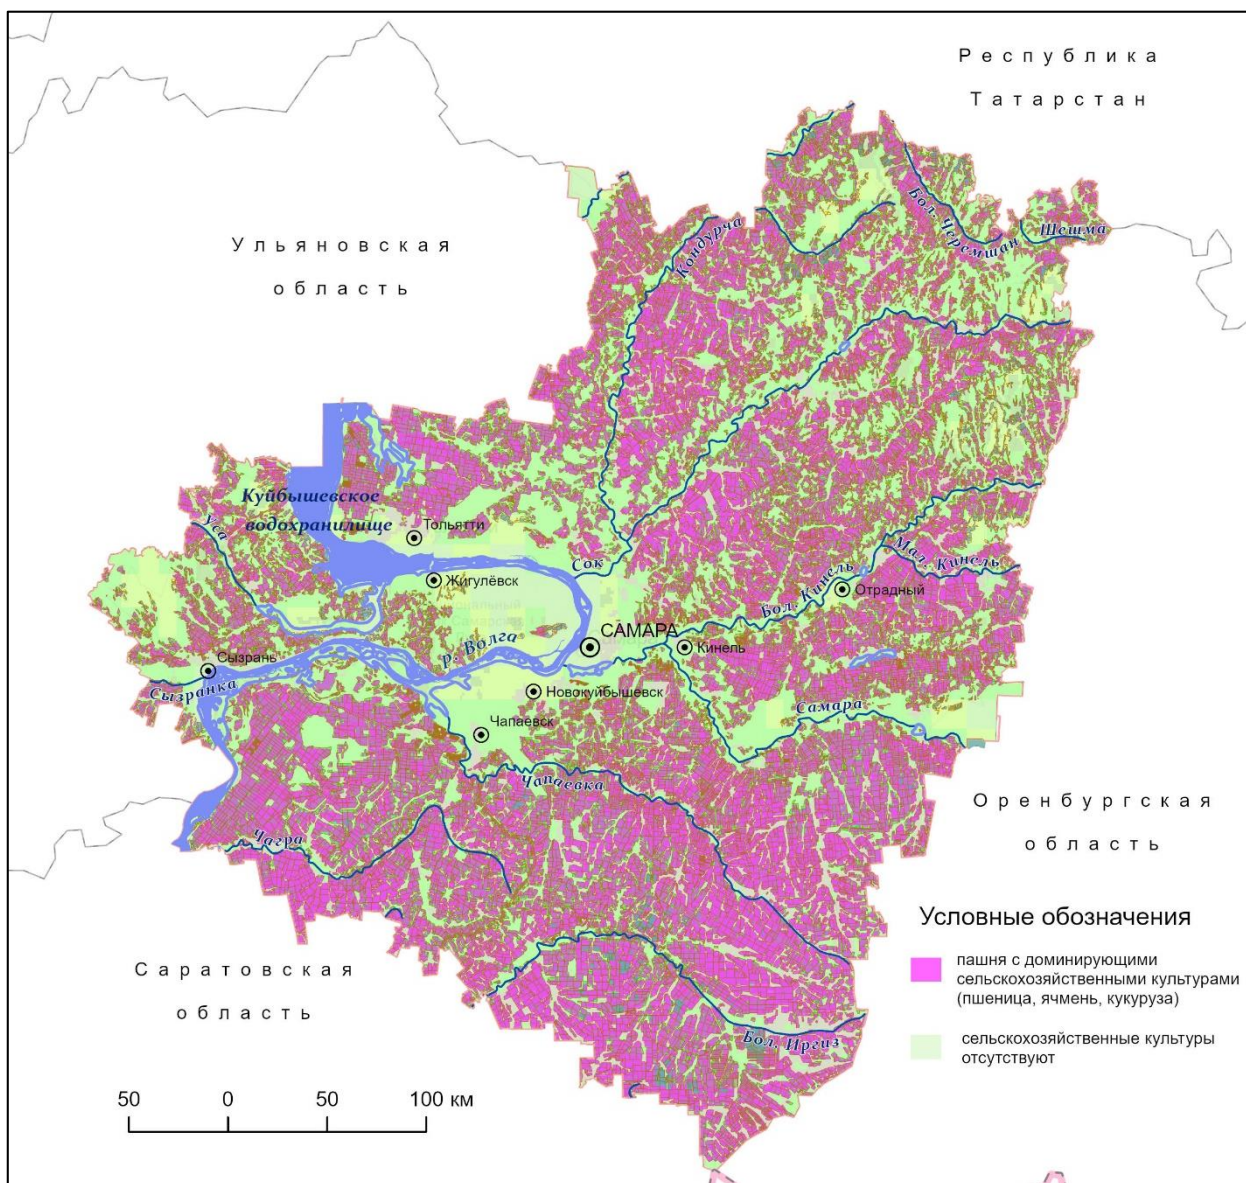 Республика
Татарстан
Ульяновская
область
Кондурча
Бол. Черемшан
Шешма
Куйбышевское
водохранилище
Уса
Тольятти
Жигулёвск
Сок
Бол. Кинель
Мал. Кинель
Отрадный
САМАРА
Кинель
р. Волга
Сызрань
Сызранка
Новокуйбышевск
Самара
Чапаевск
Чапаевка
Чагра
Оренбургская
область
Саратовская
область
Бол. Иргиз
Условные обозначения
пашня с доминирующими
сельскохозяйственными культурами
(пшеница, ячмень, кукуруза)
сельскохозяйственные культуры
отсутствуют
50 0 50 100 км